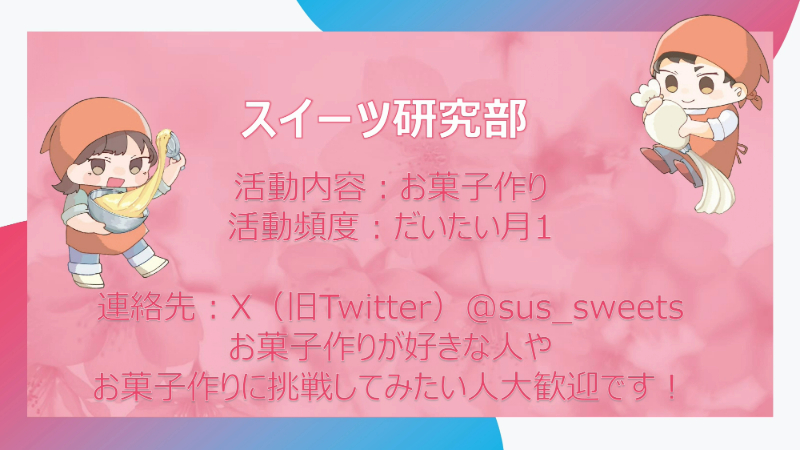 スイーツ研究部
活動内容：お菓子作り
活動頻度：だいたい月1
連絡先：X（旧Twitter）@sus_sweets
お菓子作りが好きな人や
お菓子作りに挑戦してみたい人大歓迎です！